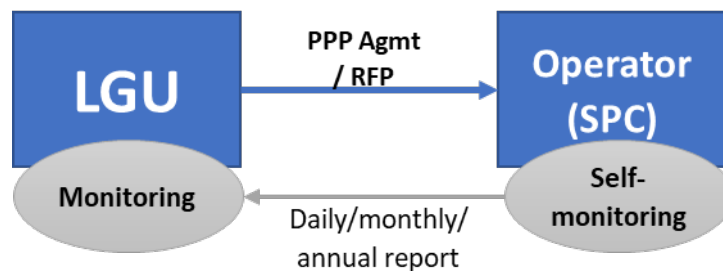 LGU
PPP Agmt
/ RFP
Operator
(SPC)
Monitoring
Self-
monitoring
Daily/monthly/
annual report